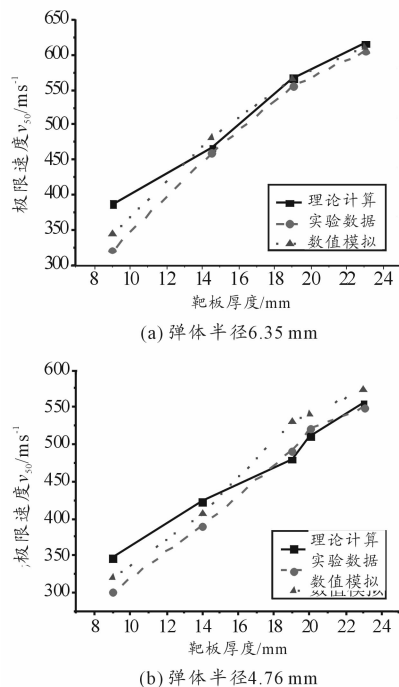 650
600
550
500
450
400
350
300
极限速度v50/ms-1
8 10 12 14 16 18 20 22 24
靶板厚度/mm
理论计算
实验数据
数值模拟
(a) 弹体半径6.35 mm
600
550
500
450
400
350
300
极限速度v50/ms-1
8 10 12 14 16 18 20 22 24
靶板厚度/mm
理论计算
实验数据
数值模拟
(b) 弹体半径4.76 mm